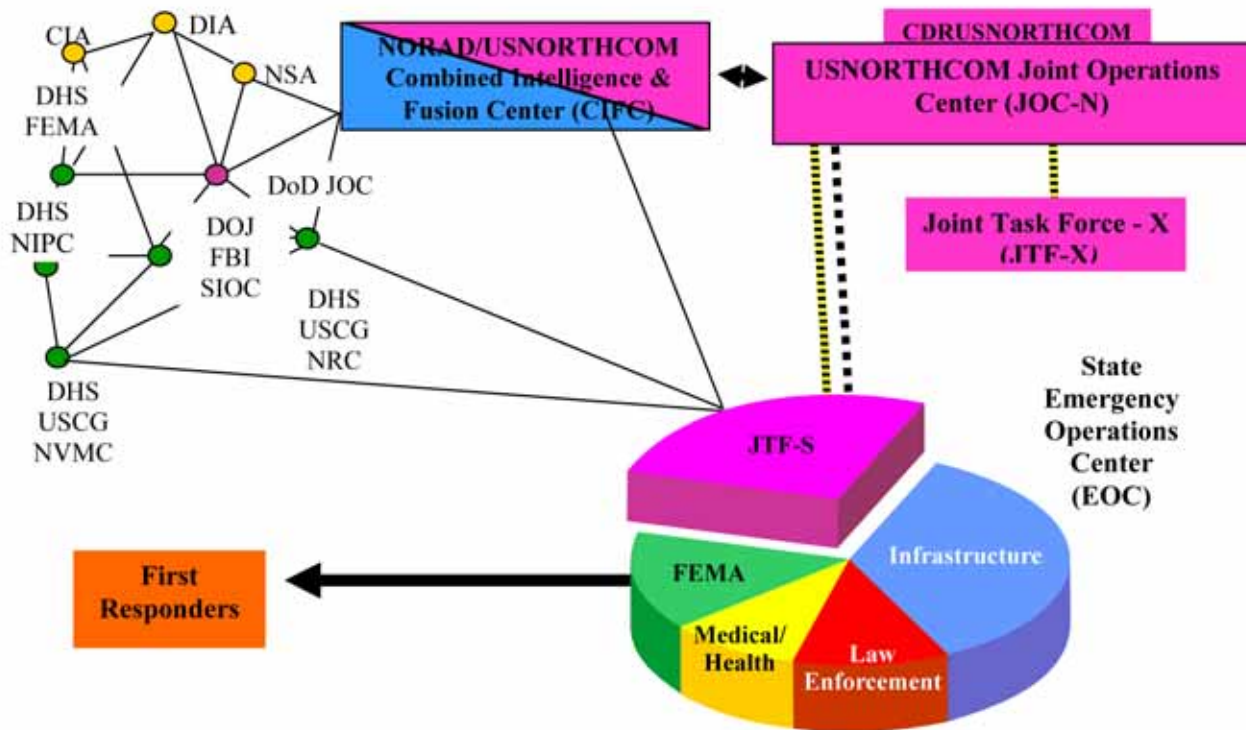 CIA
DIA
NSA
DHS
FEMA
DHS
NIPC
DOJ
FBI
SIOC
DoD JOC
DHS
USCG
NRC
DHS
USCG
NVMC
NORAD/USNORTHCOM
Combined Intelligence &
Fusion Center (CIFC)
CDRUSNORTHCOM
USNORTHCOM Joint Operations
Center (JOC-N)
Joint Task Force - X
(JTF-X)
State
Emergency
Operations
Center
(EOC)
JTF-S
Infrastructure
FEMA
Medical/
Health
Law
Enforcement
First
Responders